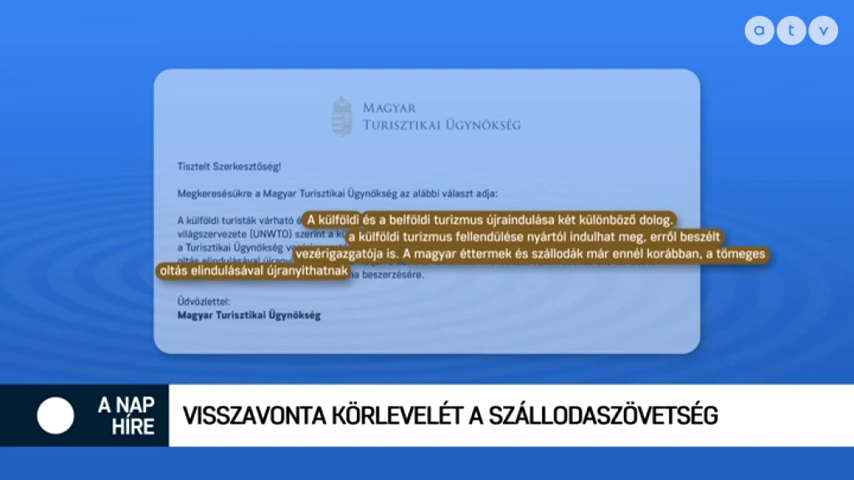 atv
MAGYAR
TURISZTIKAI ÜGYNÖKSÉG
Tisztelt Szerkesztőség!
Megkeresésükre a Magyar Turisztikai Ügynökség az alábbi választ adja:
A külföldi turisták várható
A külföldi és a belföldi turizmus újraindulása két különböző dolog.
világszervezete (UNWTO) szerint a
a külföldi turizmus fellendülése nyártól indulhat meg, erről beszélt
a Turisztikai Ügynökség
vezérigazgatója is. A magyar éttermek és szállodák már ennél korábban, a tömeges
oltás elindulásával újranyithatnak
beszerzésére.
Üdvözlettel:
Magyar Turisztikai Ügynökség
A NAP
HÍRE
VISSZAVONTA KÖRLEVELÉT A SZÁLLODASZÖVETSÉG